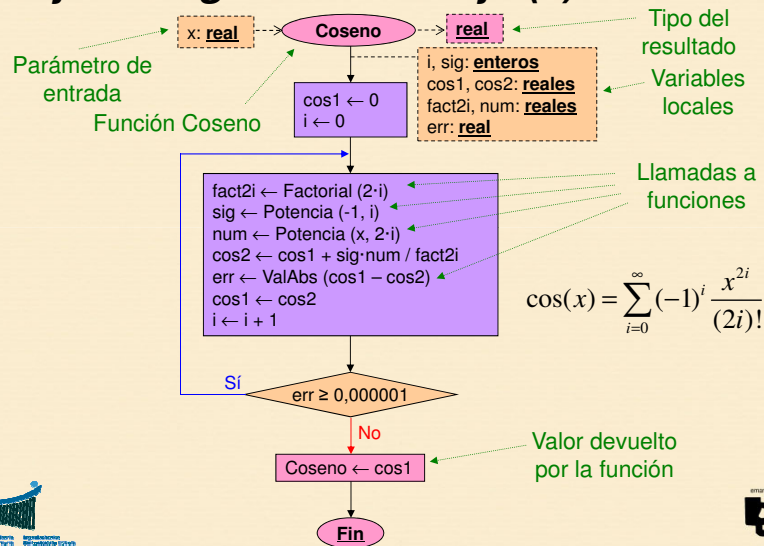 x: real
Coseno
real
Tipo del
resultado
Parámetro de
entrada
Función Coseno
i, sig: enteros
cos1, cos2: reales
fact2i, num: reales
err: real
Variables
locales
cos1 ← 0
i ← 0
fact2i ← Factorial (2·i)
sig ← Potencia (-1, i)
num ← Potencia (x, 2·i)
cos2 ← cos1 + sig·num / fact2i
err ← ValAbs (cos1 – cos2)
cos1 ← cos2
i ← i + 1
Llamadas a
funciones
cos(x) = ∑_{i=0}^{∞} (−1)^i x^{2i} / (2i)!
Sí
err ≥ 0,000001
No
Coseno ← cos1
Valor devuelto
por la función
Fin